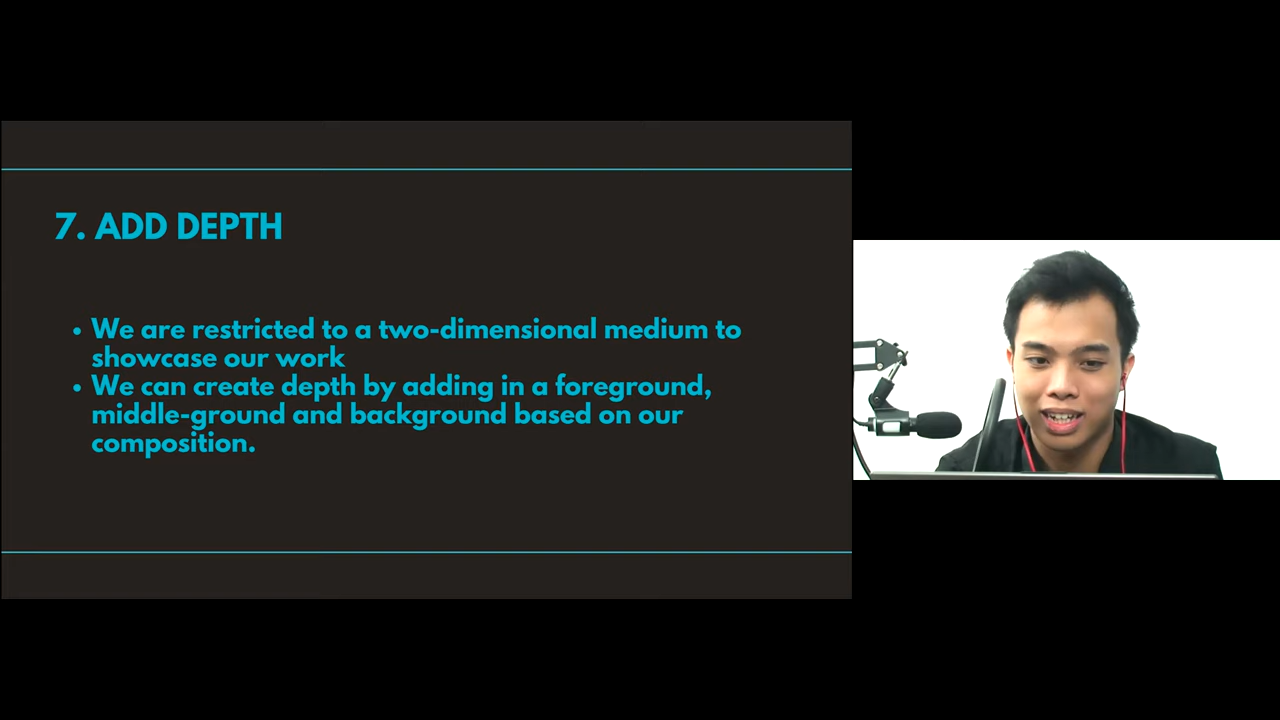 7. ADD DEPTH
• We are restricted to a two-dimensional medium to
showcase our work
• We can create depth by adding in a foreground,
middle-ground and background based on our
composition.